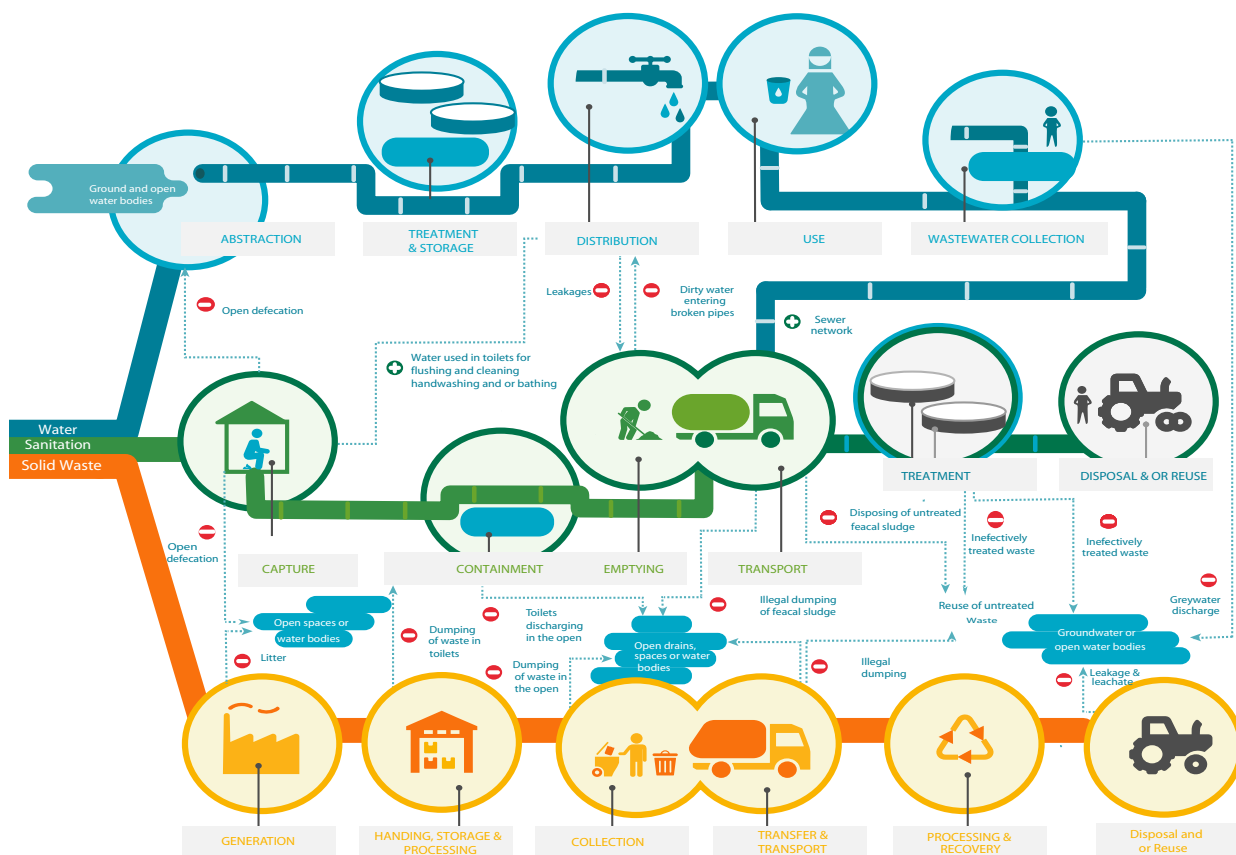 Ground and open
water bodies
ABSTRACTION
TREATMENT
& STORAGE
DISTRIBUTION
USE
WASTEWATER COLLECTION
Open defecation
Leakages
Dirty water
entering
broken pipes
Sewer
network
Water used in toilets for
flushing and cleaning
handwashing and or bathing
Water
Sanitation
Solid Waste
TREATMENT
DISPOSAL & OR REUSE
Open
defecation
Disposing of untreated
feacal sludge
Inefectively
treated waste
Inefectively
treated waste
CAPTURE
CONTAINMENT
EMPTYING
TRANSPORT
Greywater
discharge
Open spaces or
water bodies
Litter
Dumping
of waste in
toilets
Toilets
discharging
in the open
Dumping
of waste in
the open
Open drains,
spaces or water
bodies
Illegal dumping
of feacal sludge
Illegal
dumping
Reuse of untreated
Waste
Groundwater or
open water bodies
Leakage &
leachate
GENERATION
HANDING, STORAGE &
PROCESSING
COLLECTION
TRANSFER &
TRANSPORT
PROCESSING &
RECOVERY
Disposal and
or Reuse